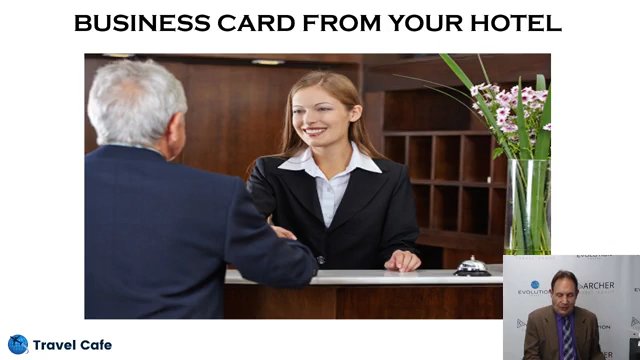 BUSINESS CARD FROM YOUR HOTEL
EVOLUTION
ARCHER
Travel Cafe